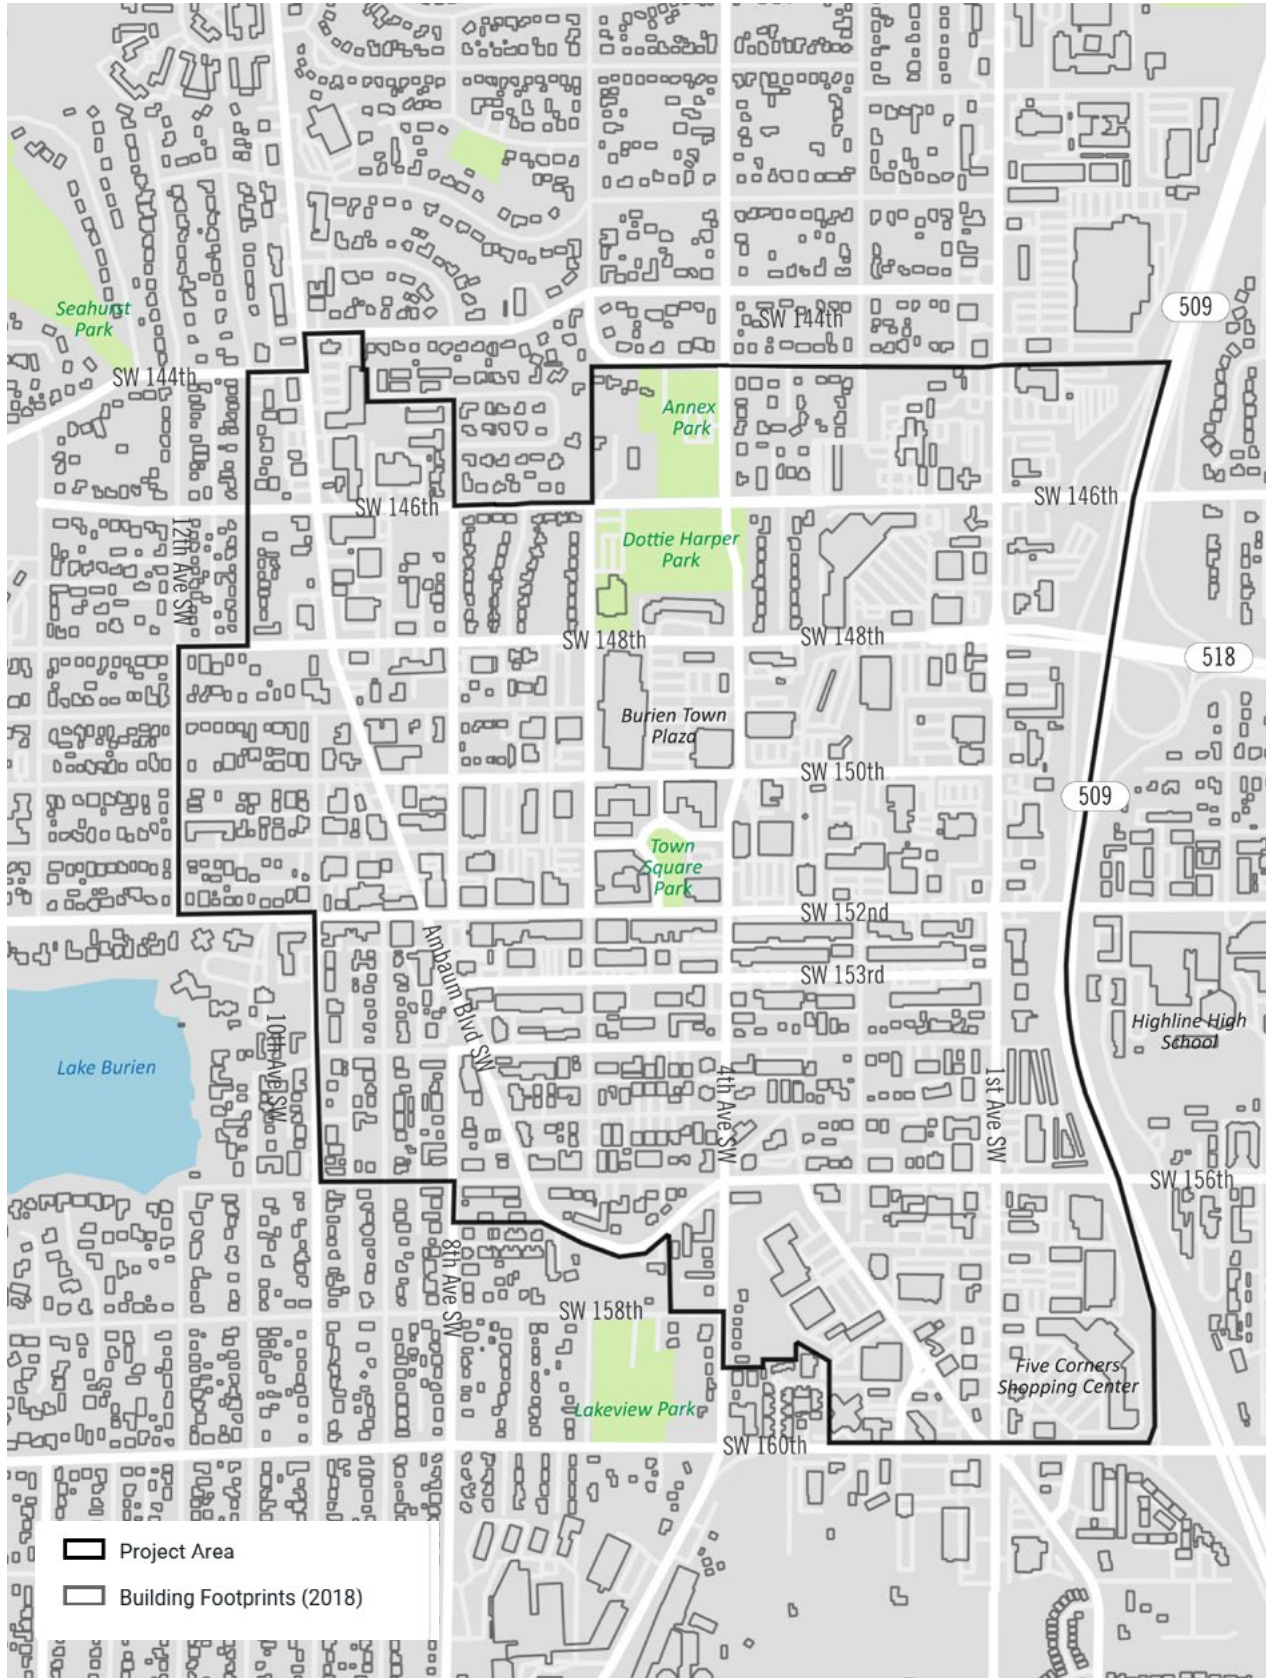 509
Seahurst
Park
SW 144th
SW 144th
Annex
Park
SW 146th
SW 146th
12th Ave SW
Dottie Harper
Park
SW 148th
SW 148th
518
Burien Town
Plaza
SW 150th
509
Town
Square
Park
SW 152nd
Ambaum Blvd SW
SW 153rd
Highline High
School
10th Ave SW
Lake Burien
4th Ave SW
1st Ave SW
SW 156th
8th Ave SW
SW 158th
Five Corners
Shopping Center
Lakeview Park
SW 160th
Project Area
Building Footprints (2018)